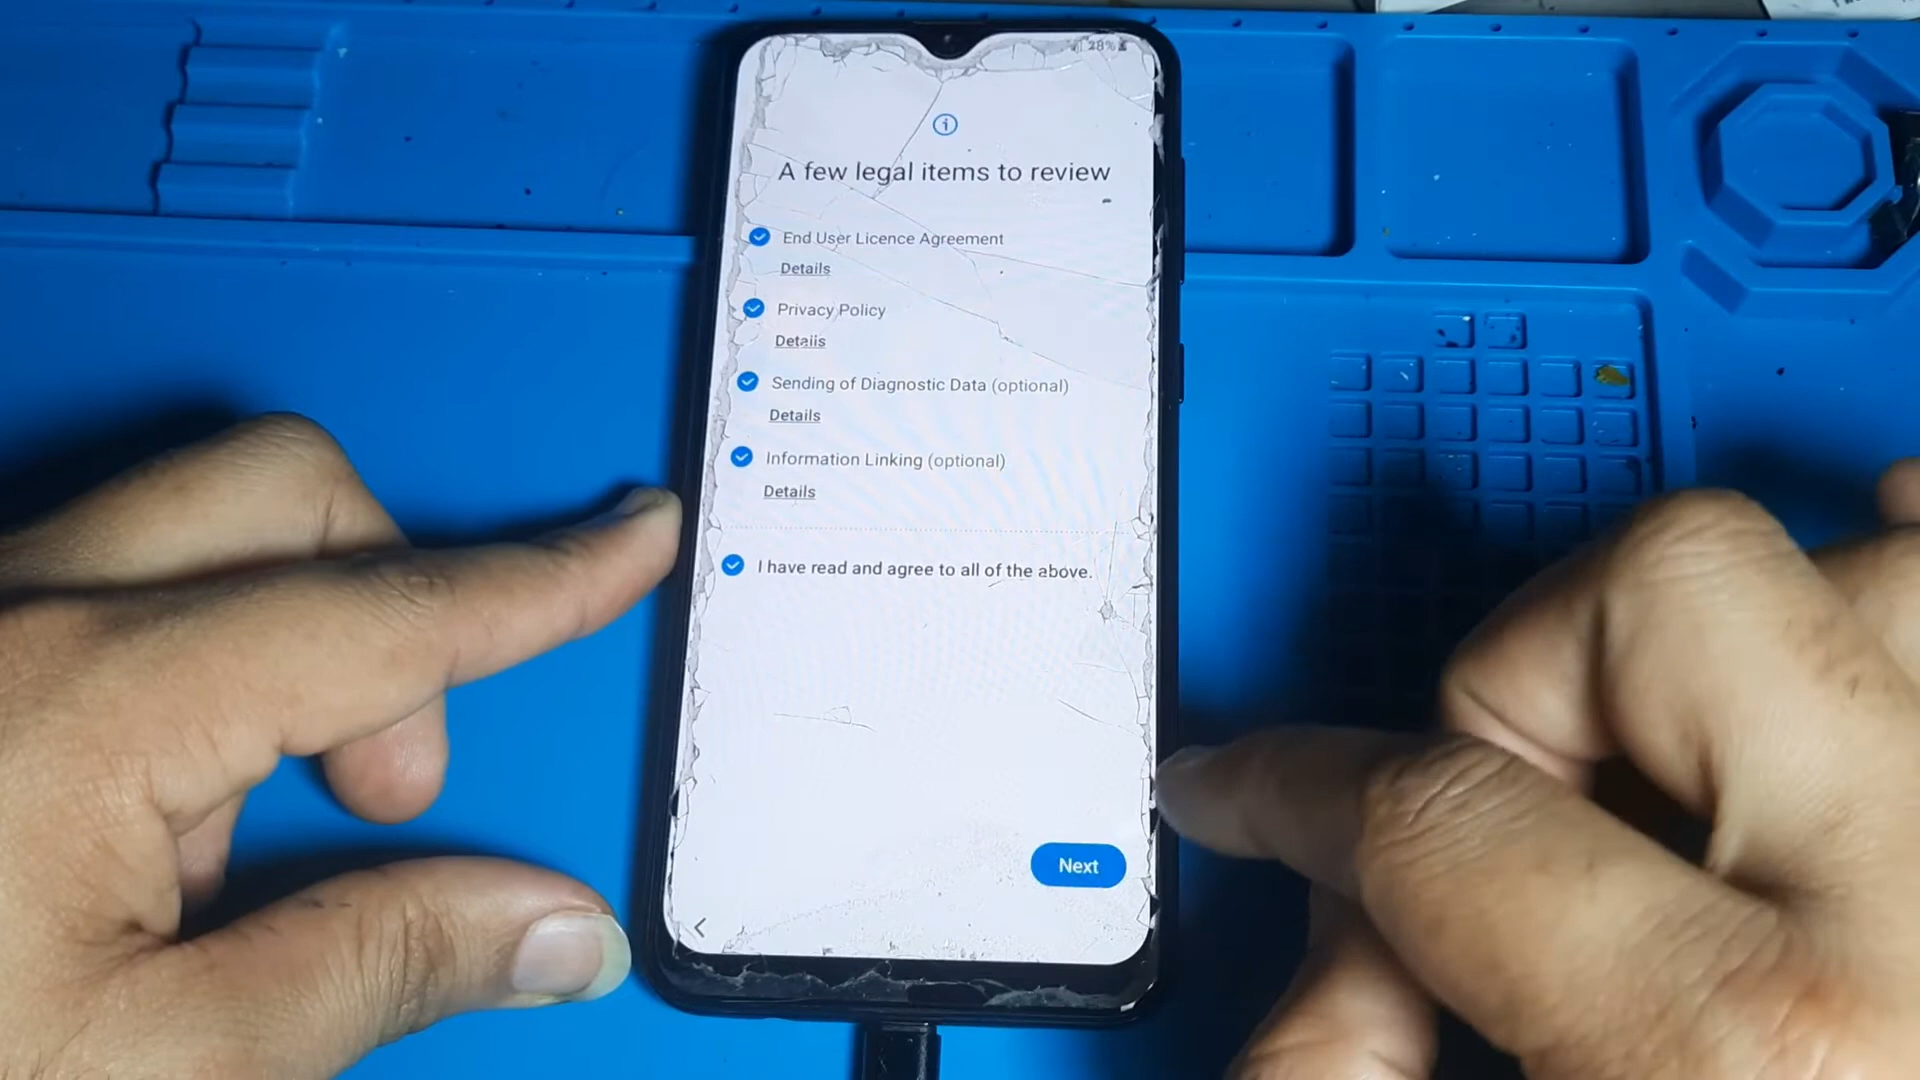 28%
A few legal items to review
End User Licence Agreement
Details
Privacy Policy
Details
Sending of Diagnostic Data (optional)
Details
Information Linking (optional)
Details
I have read and agree to all of the above.
Next